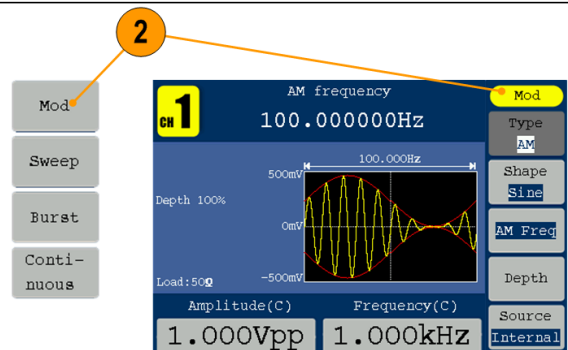 2
Mod
Sweep
Burst
Conti-
nuous
CH 1
AM frequency
100.000000Hz
Depth 100%
Load:50Ω
100.000Hz
500mV
0mV
-500mV
Amplitude(C)
Frequency(C)
1.000Vpp
1.000kHz
Mod
Type
AM
Shape
Sine
AM Freq
Depth
Source
Internal